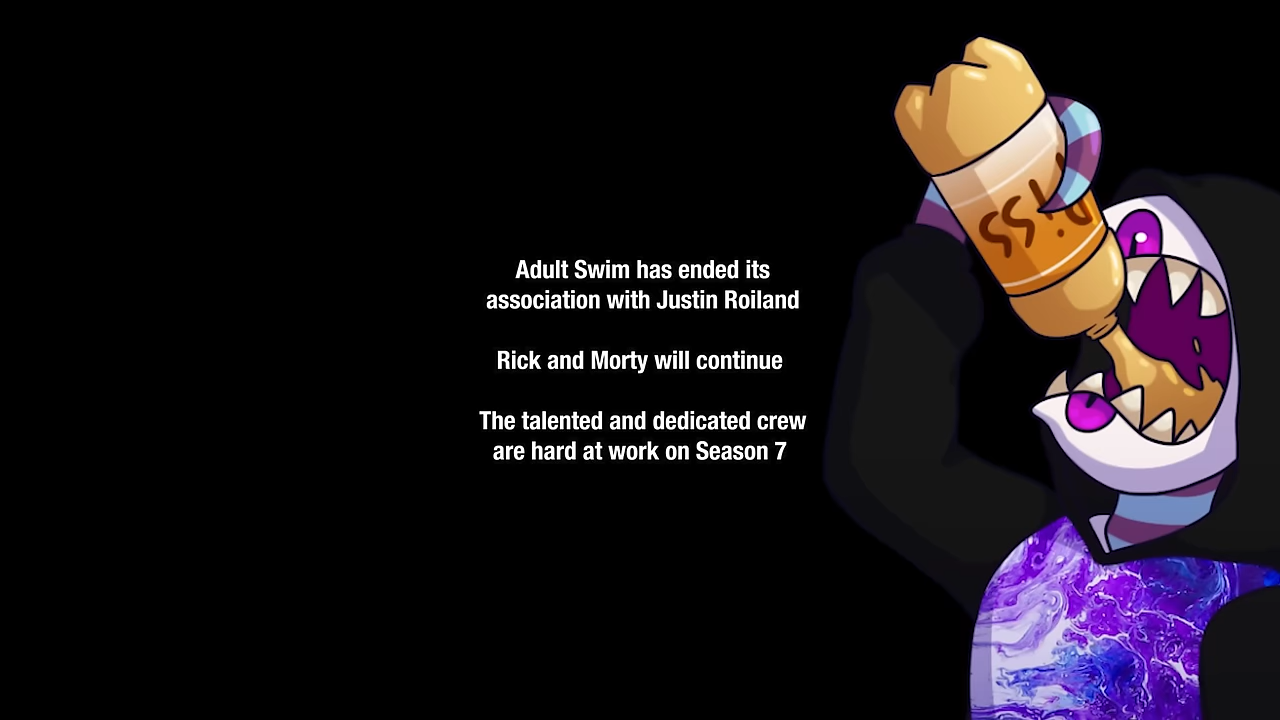 Adult Swim has ended its
association with Justin Roiland
Rick and Morty will continue
The talented and dedicated crew
are hard at work on Season 7
PISS